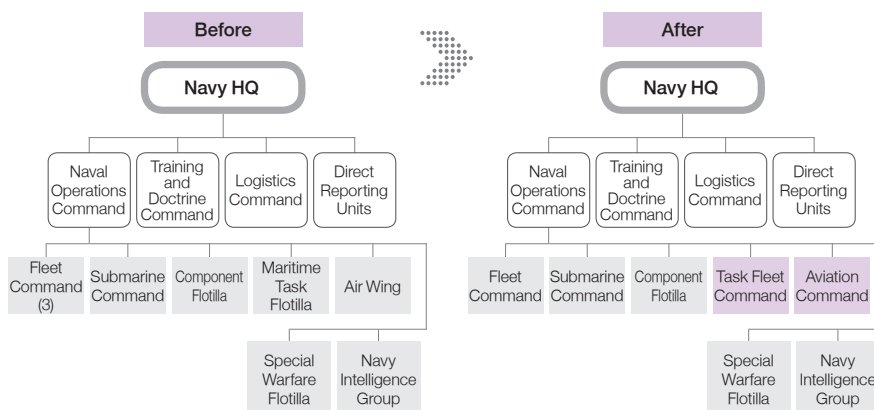 Before
Navy HQ
Naval
Operations
Command
Training
and
Doctrine
Command
Logistics
Command
Direct
Reporting
Units
Fleet
Command
(3)
Submarine
Command
Component
Flotilla
Maritime
Task
Flotilla
Air Wing
Special
Warfare
Flotilla
Navy
Intelligence
Group
After
Navy HQ
Naval
Operations
Command
Training
and
Doctrine
Command
Logistics
Command
Direct
Reporting
Units
Fleet
Command
Submarine
Command
Component
Flotilla
Task Fleet
Command
Aviation
Command
Special
Warfare
Flotilla
Navy
Intelligence
Group